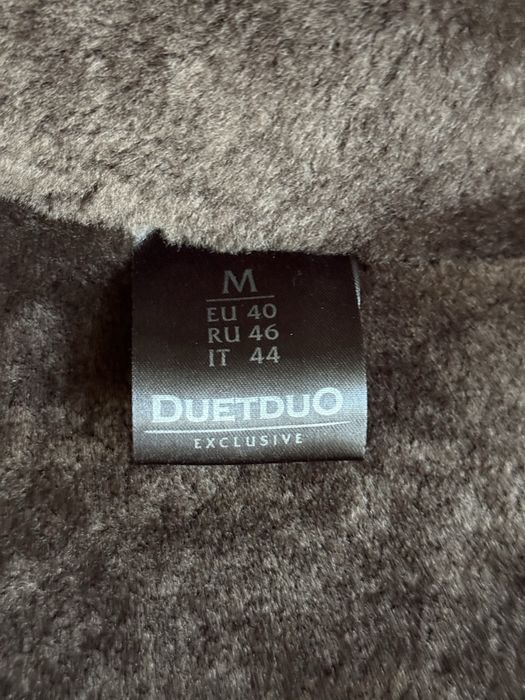 M
EU 40
RU 46
IT 44
DUETDUO
EXCLUSIVE